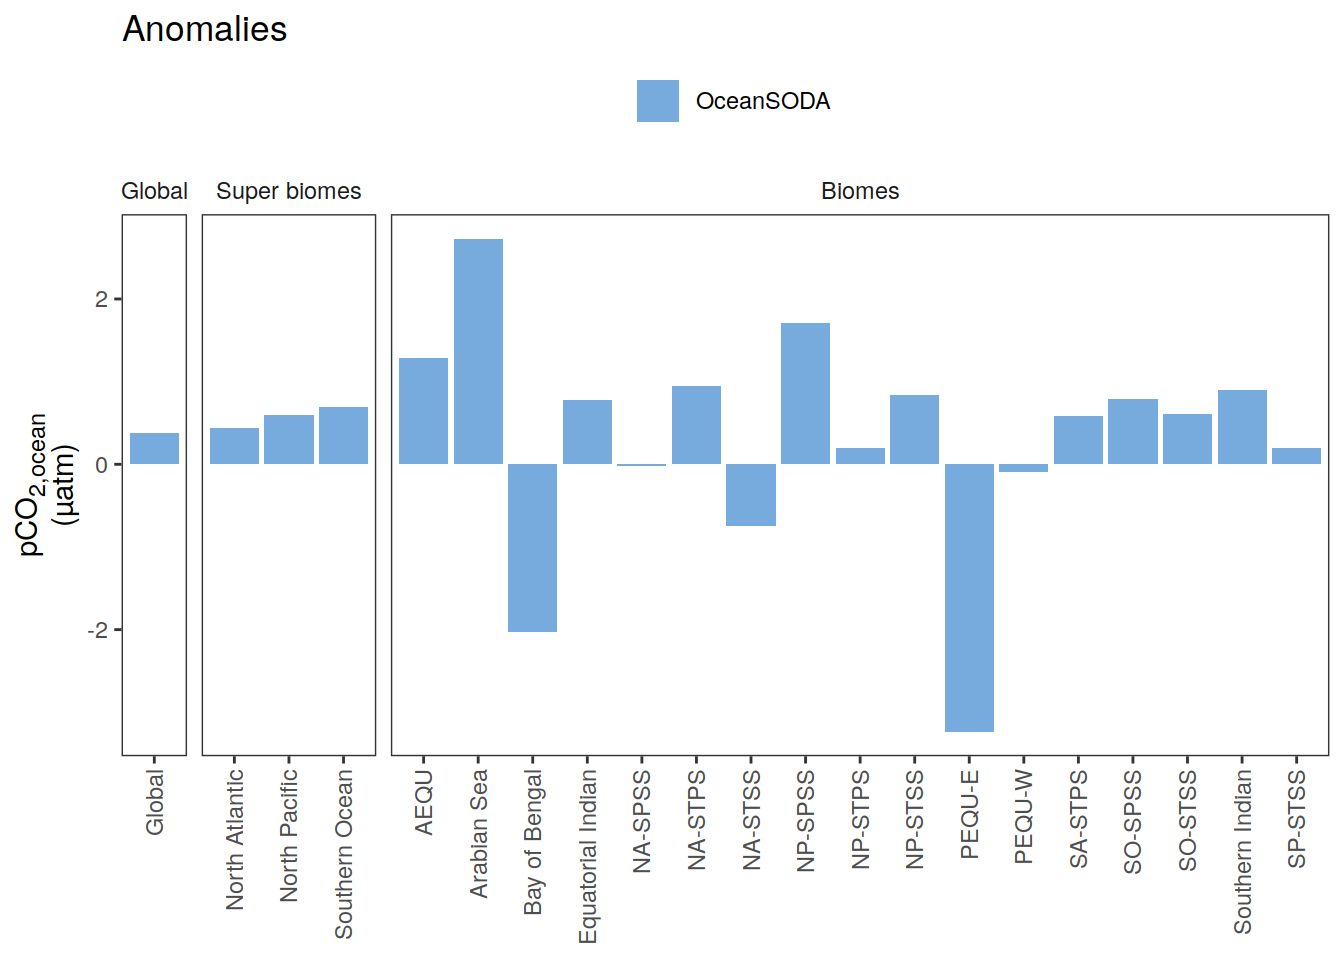 Anomalies
OceanSODA
Global
Super biomes
Biomes
2
0
-2
pCO2,ocean
(µatm)
Global
North Atlantic
North Pacific
Southern Ocean
AEQU
Arabian Sea
Bay of Bengal
Equatorial Indian
NA-SPSS
NA-STPS
NA-STSS
NP-SPSS
NP-STPS
NP-STSS
PEQU-E
PEQU-W
SA-STPS
SO-SPSS
SO-STSS
Southern Indian
SP-STSS